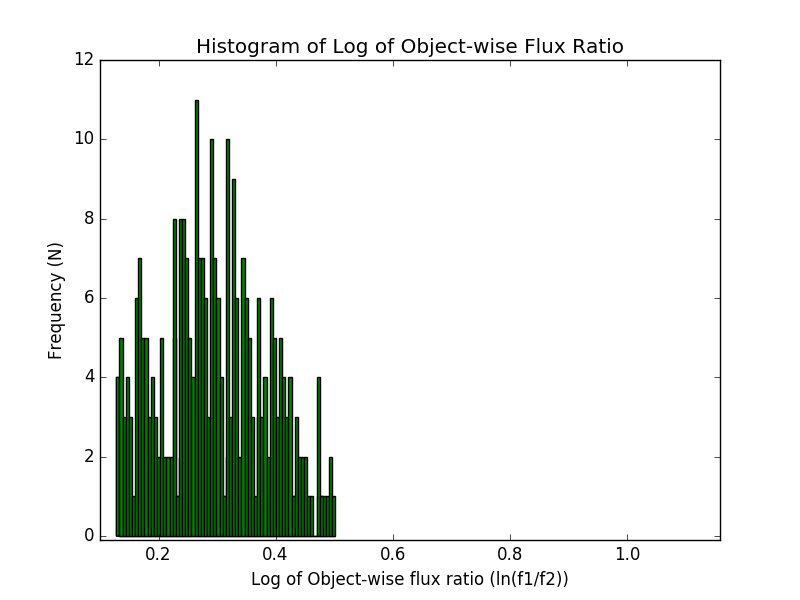 Histogram of Log of Object-wise Flux Ratio
12
10
8
6
4
2
0
Frequency (N)
0.2 0.4 0.6 0.8 1.0
Log of Object-wise flux ratio (ln(f1/f2))